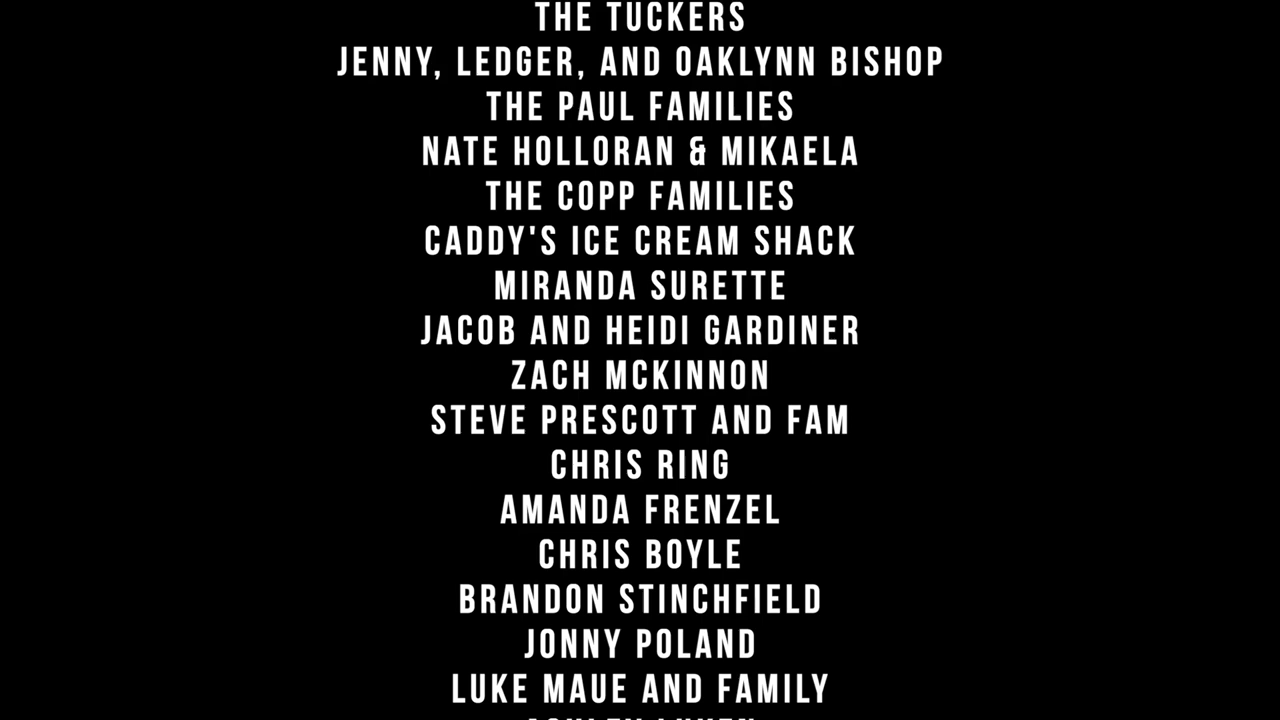 THE TUCKERS
JENNY, LEDGER, AND OAKLYNN BISHOP
THE PAUL FAMILIES
NATE HOLLORAN & MIKAELA
THE COPP FAMILIES
CADDY'S ICE CREAM SHACK
MIRANDA SURETTE
JACOB AND HEIDI GARDINER
ZACH MCKINNON
STEVE PRESCOTT AND FAM
CHRIS RING
AMANDA FRENZEL
CHRIS BOYLE
BRANDON STINCHFIELD
JONNY POLAND
LUKE MAUE AND FAMILY